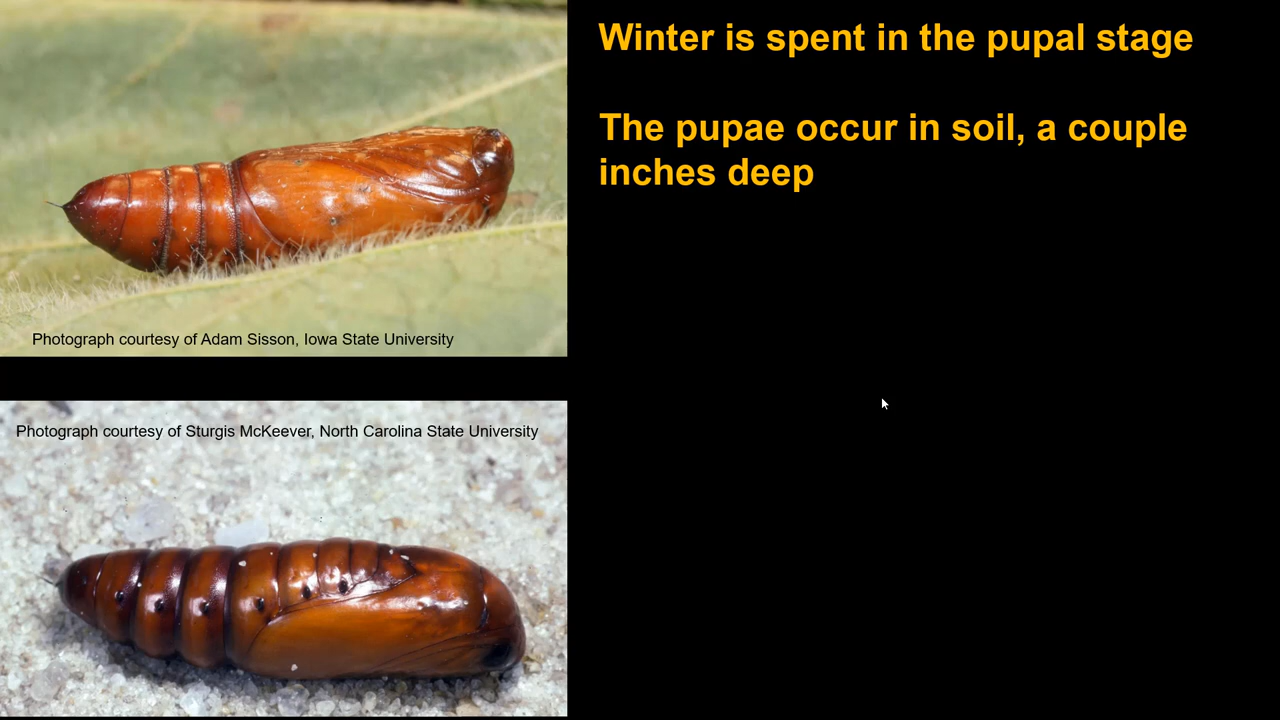 Winter is spent in the pupal stage
The pupae occur in soil, a couple
inches deep
Photograph courtesy of Adam Sisson, Iowa State University
Photograph courtesy of Sturgis McKeever, North Carolina State University